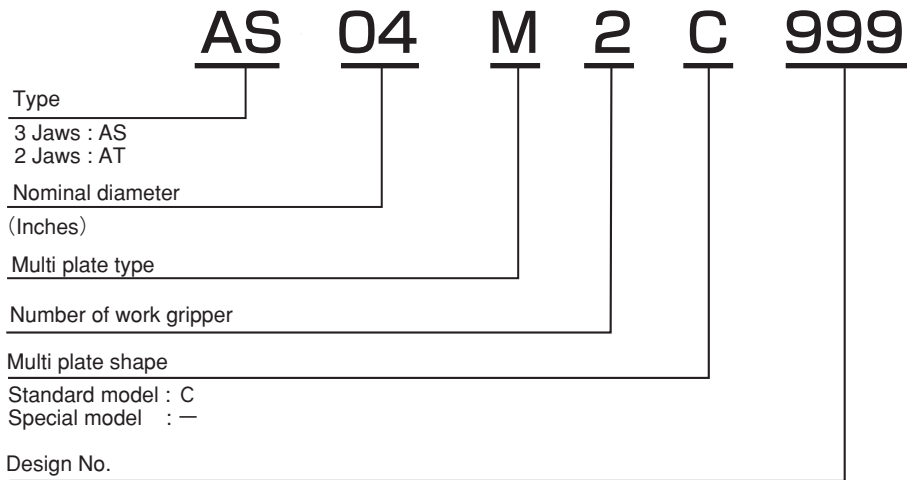 AS 04 M 2 C 999
Type
3 Jaws : AS
2 Jaws : AT
Nominal diameter
（Inches）
Multi plate type
Number of work gripper
Multi plate shape
Standard model : C
Special model : ー
Design No.